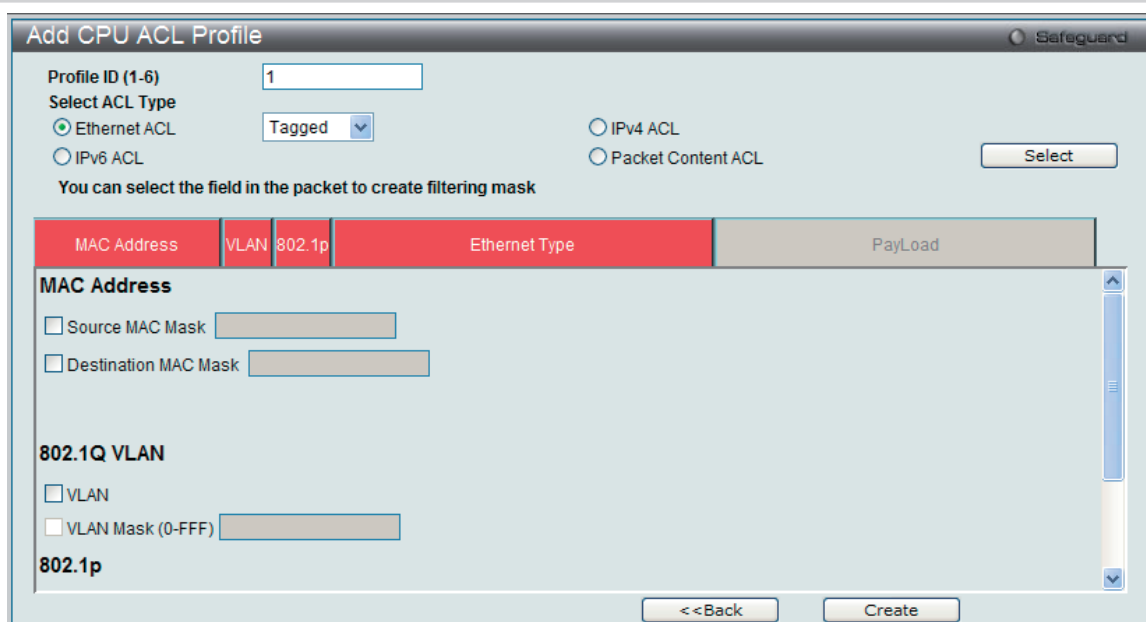 Add CPU ACL Profile
Safeguard
Profile ID (1-6) 1
Select ACL Type
Ethernet ACL Tagged IPv4 ACL
IPv6 ACL Packet Content ACL Select
You can select the field in the packet to create filtering mask
MAC Address VLAN 802.1p Ethernet Type PayLoad
MAC Address
Source MAC Mask
Destination MAC Mask
802.1Q VLAN
VLAN
VLAN Mask (0-FFF)
802.1p
<<Back Create